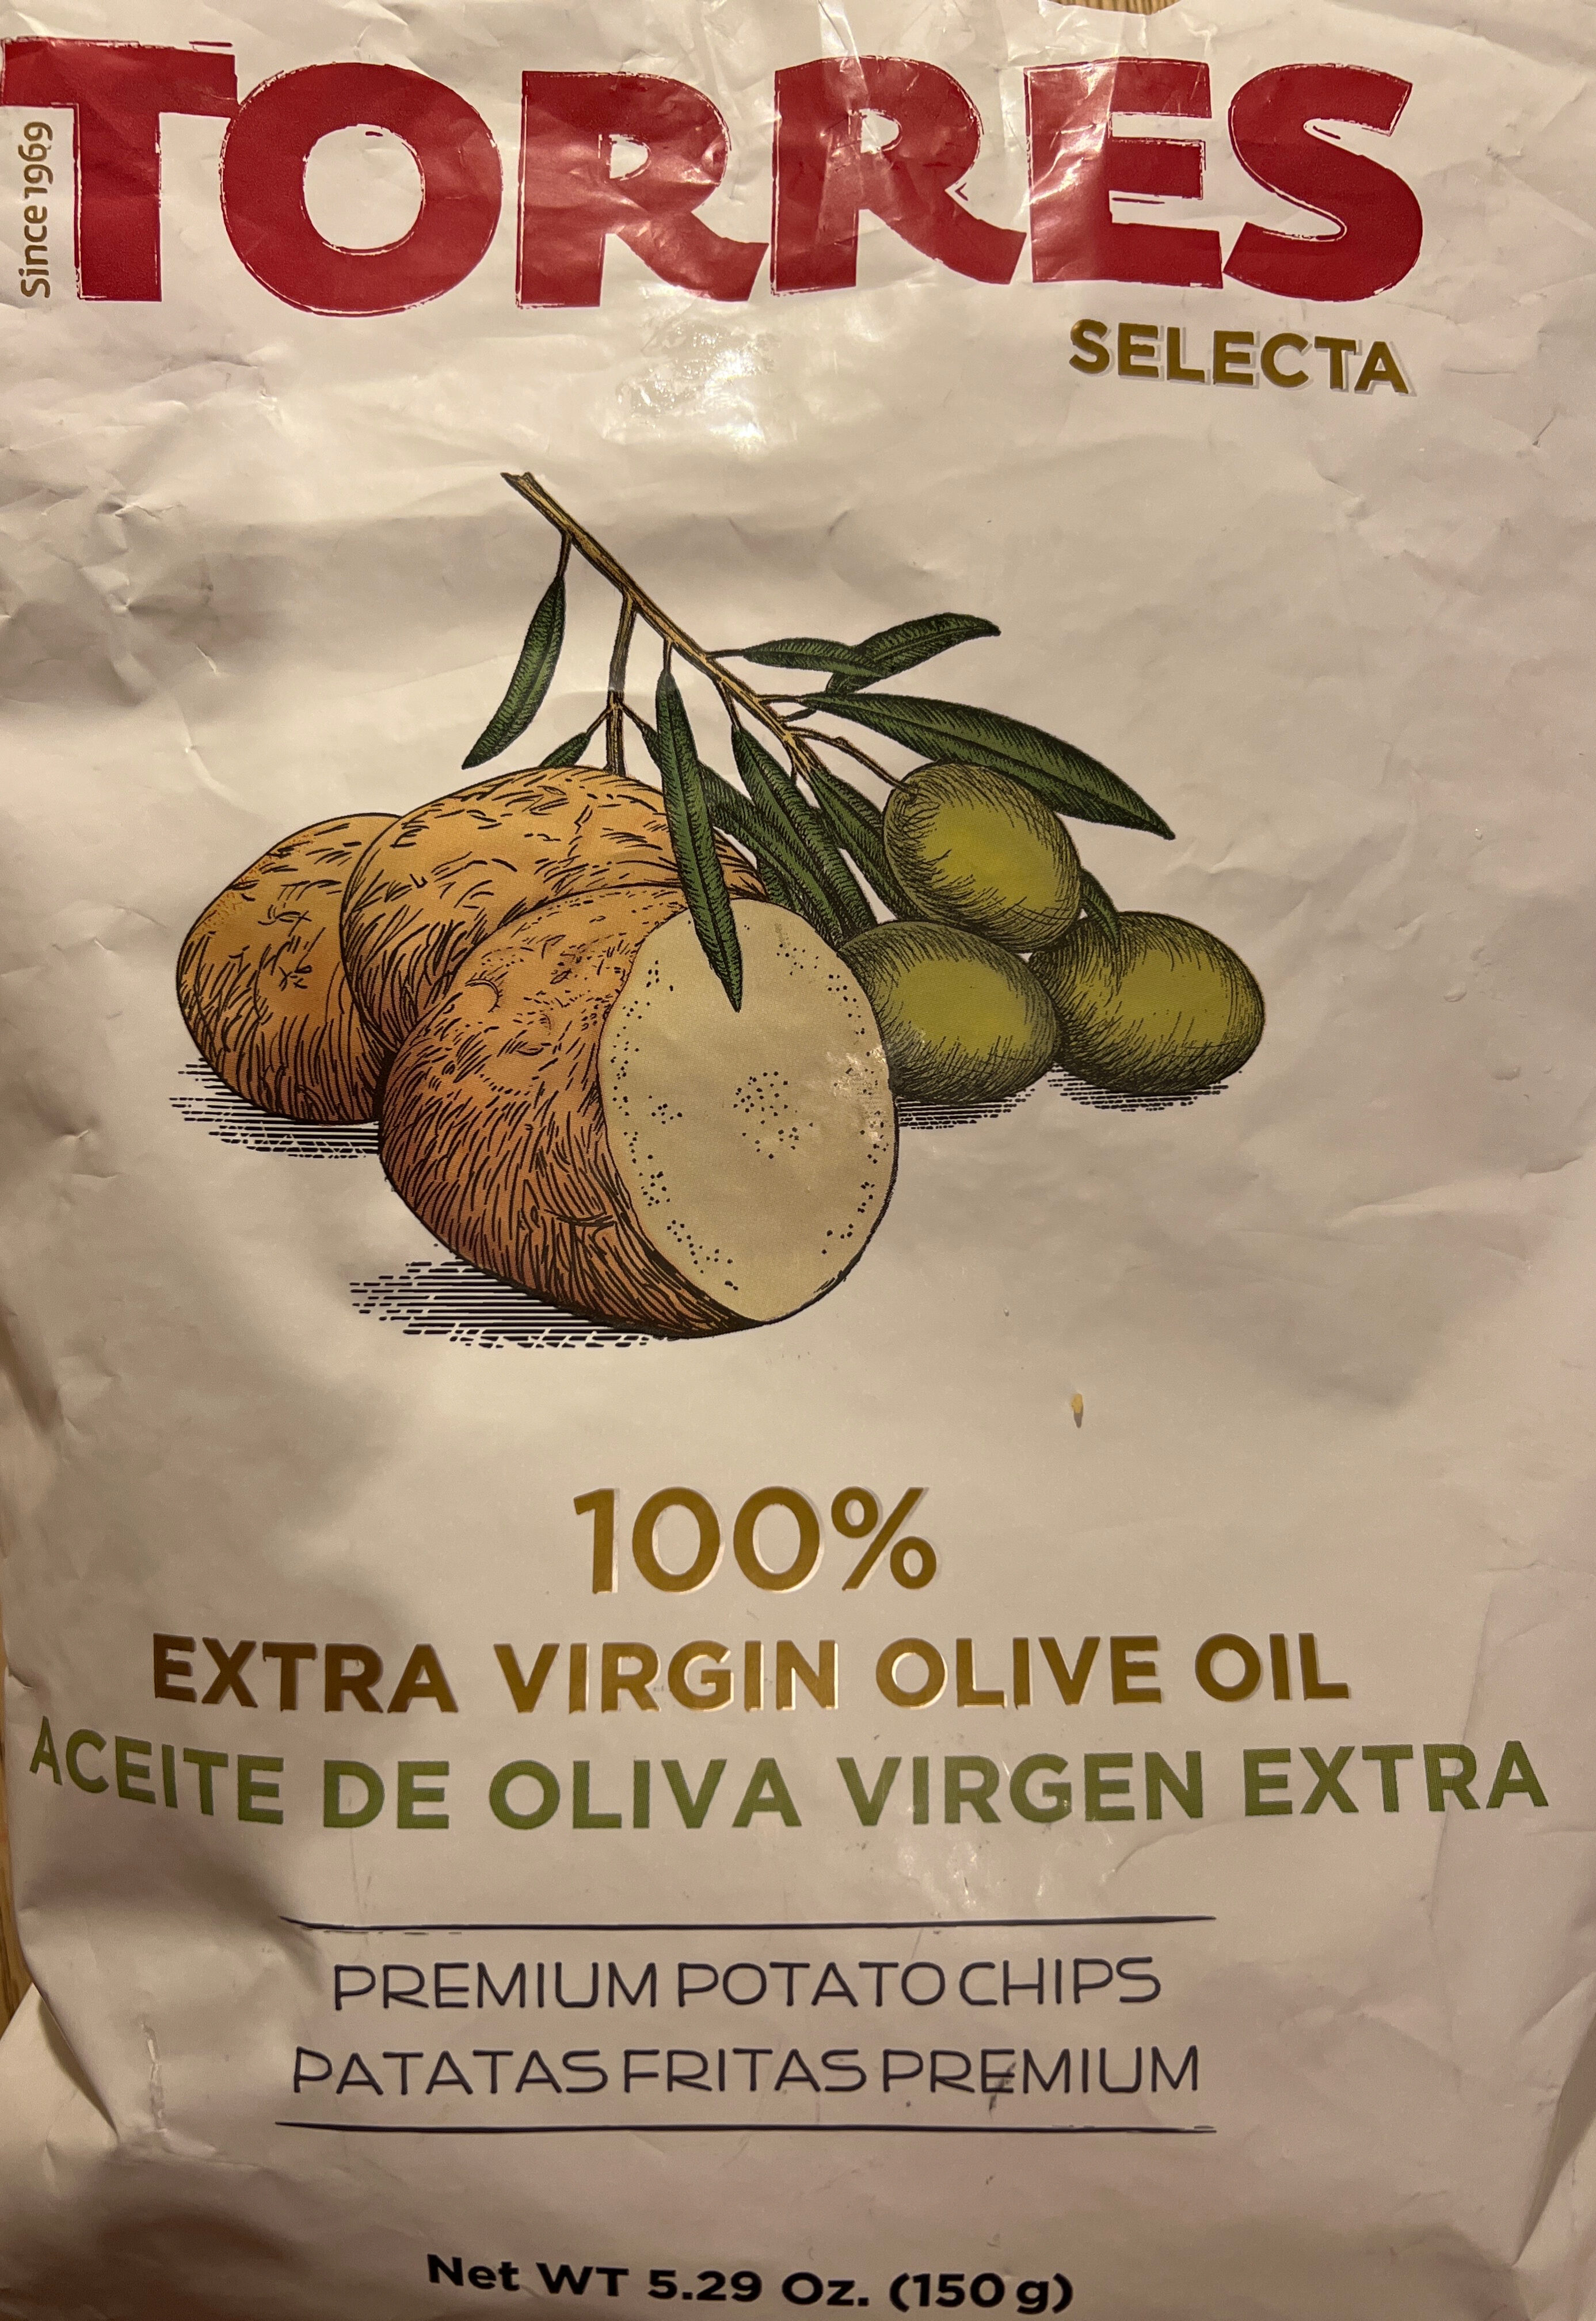 TORRES
Since 1969
SELECTA
100%
EXTRA VIRGIN OLIVE OIL
ACEITE DE OLIVA VIRGEN EXTRA
PREMIUM POTATO CHIPS
PATATAS FRITAS PREMIUM
Net WT 5.29 Oz. (150 g)